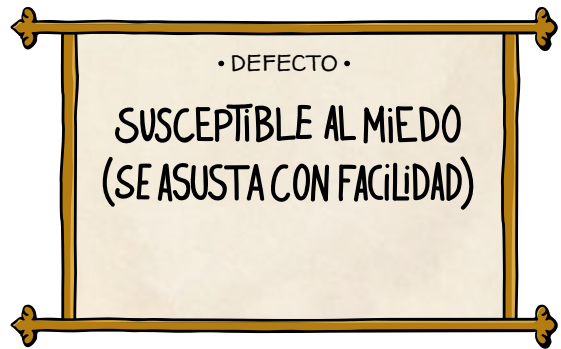 • DEFECTO •
SUSCEPTIBLE AL MIEDO
(SE ASUSTA CON FACILIDAD)